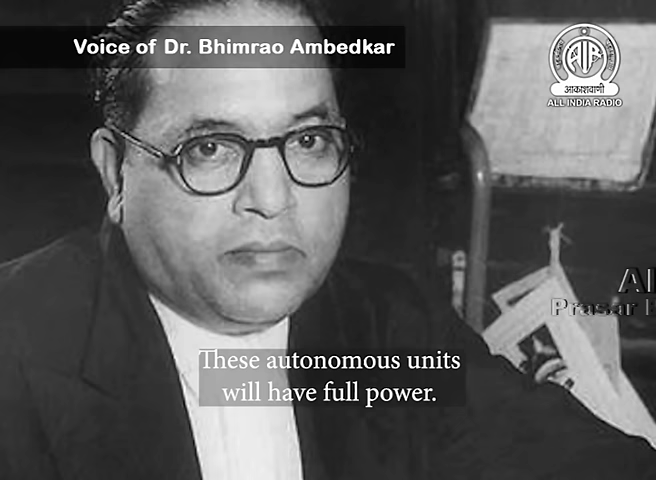 Voice of Dr. Bhimrao Ambedkar
आकाशवाणी
ALL INDIA RADIO
These autonomous units
will have full power.